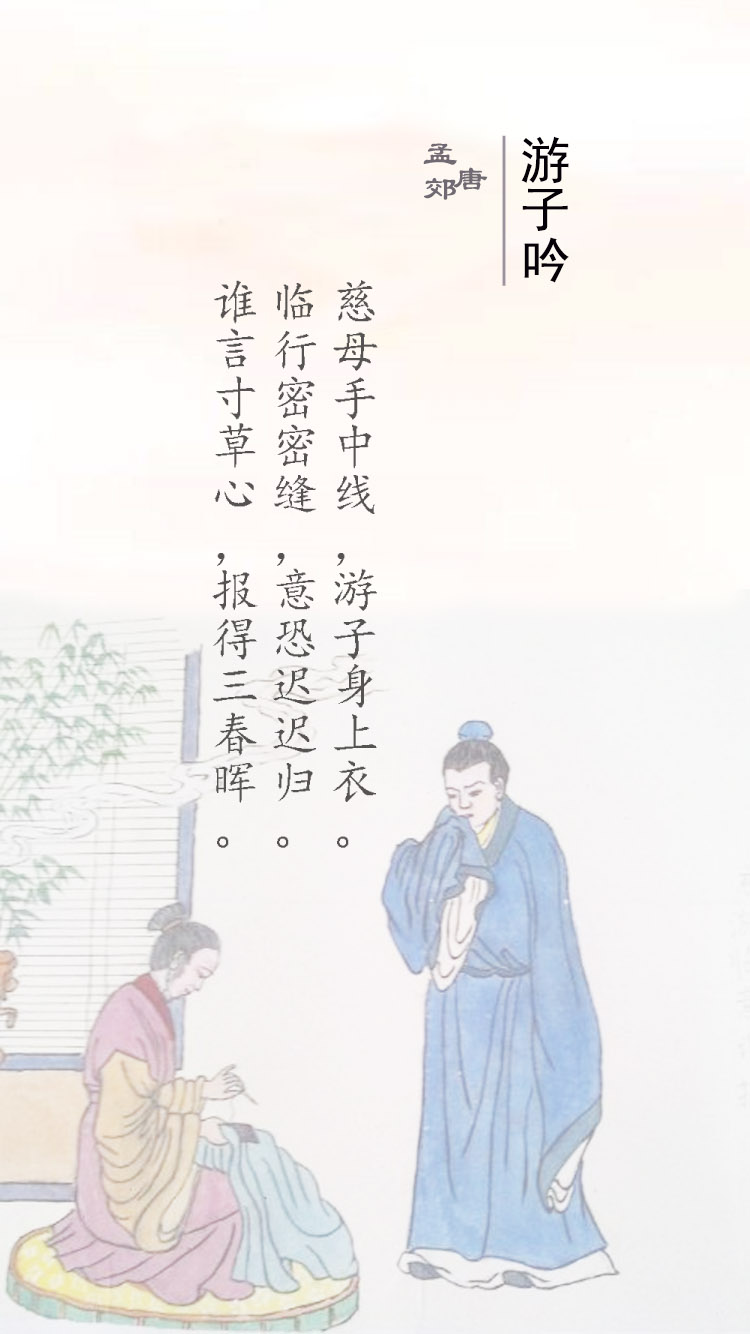 游子吟
唐
孟郊
慈母手中线，游子身上衣。
临行密密缝，意恐迟迟归。
谁言寸草心，报得三春晖。